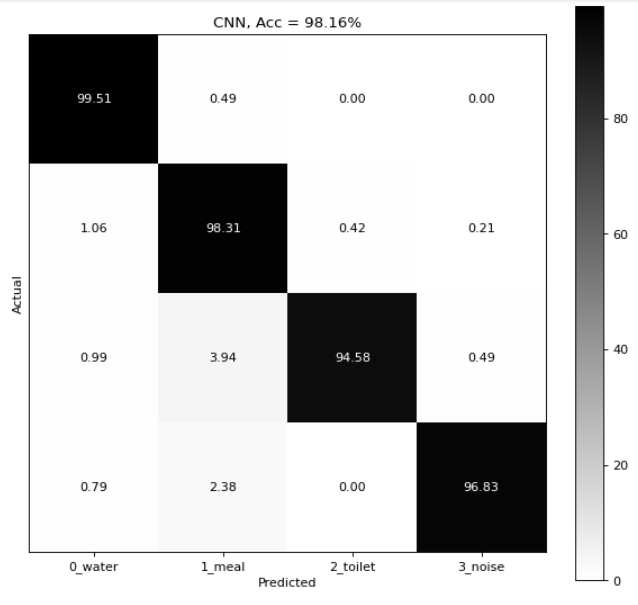 CNN, Acc = 98.16%
99.51 0.49 0.00 0.00
80
1.06 98.31 0.42 0.21
60
Actual
0.99 3.94 94.58 0.49
40
20
0.79 2.38 0.00 96.83
0_water 1_meal 2_toilet 3_noise
0
Predicted